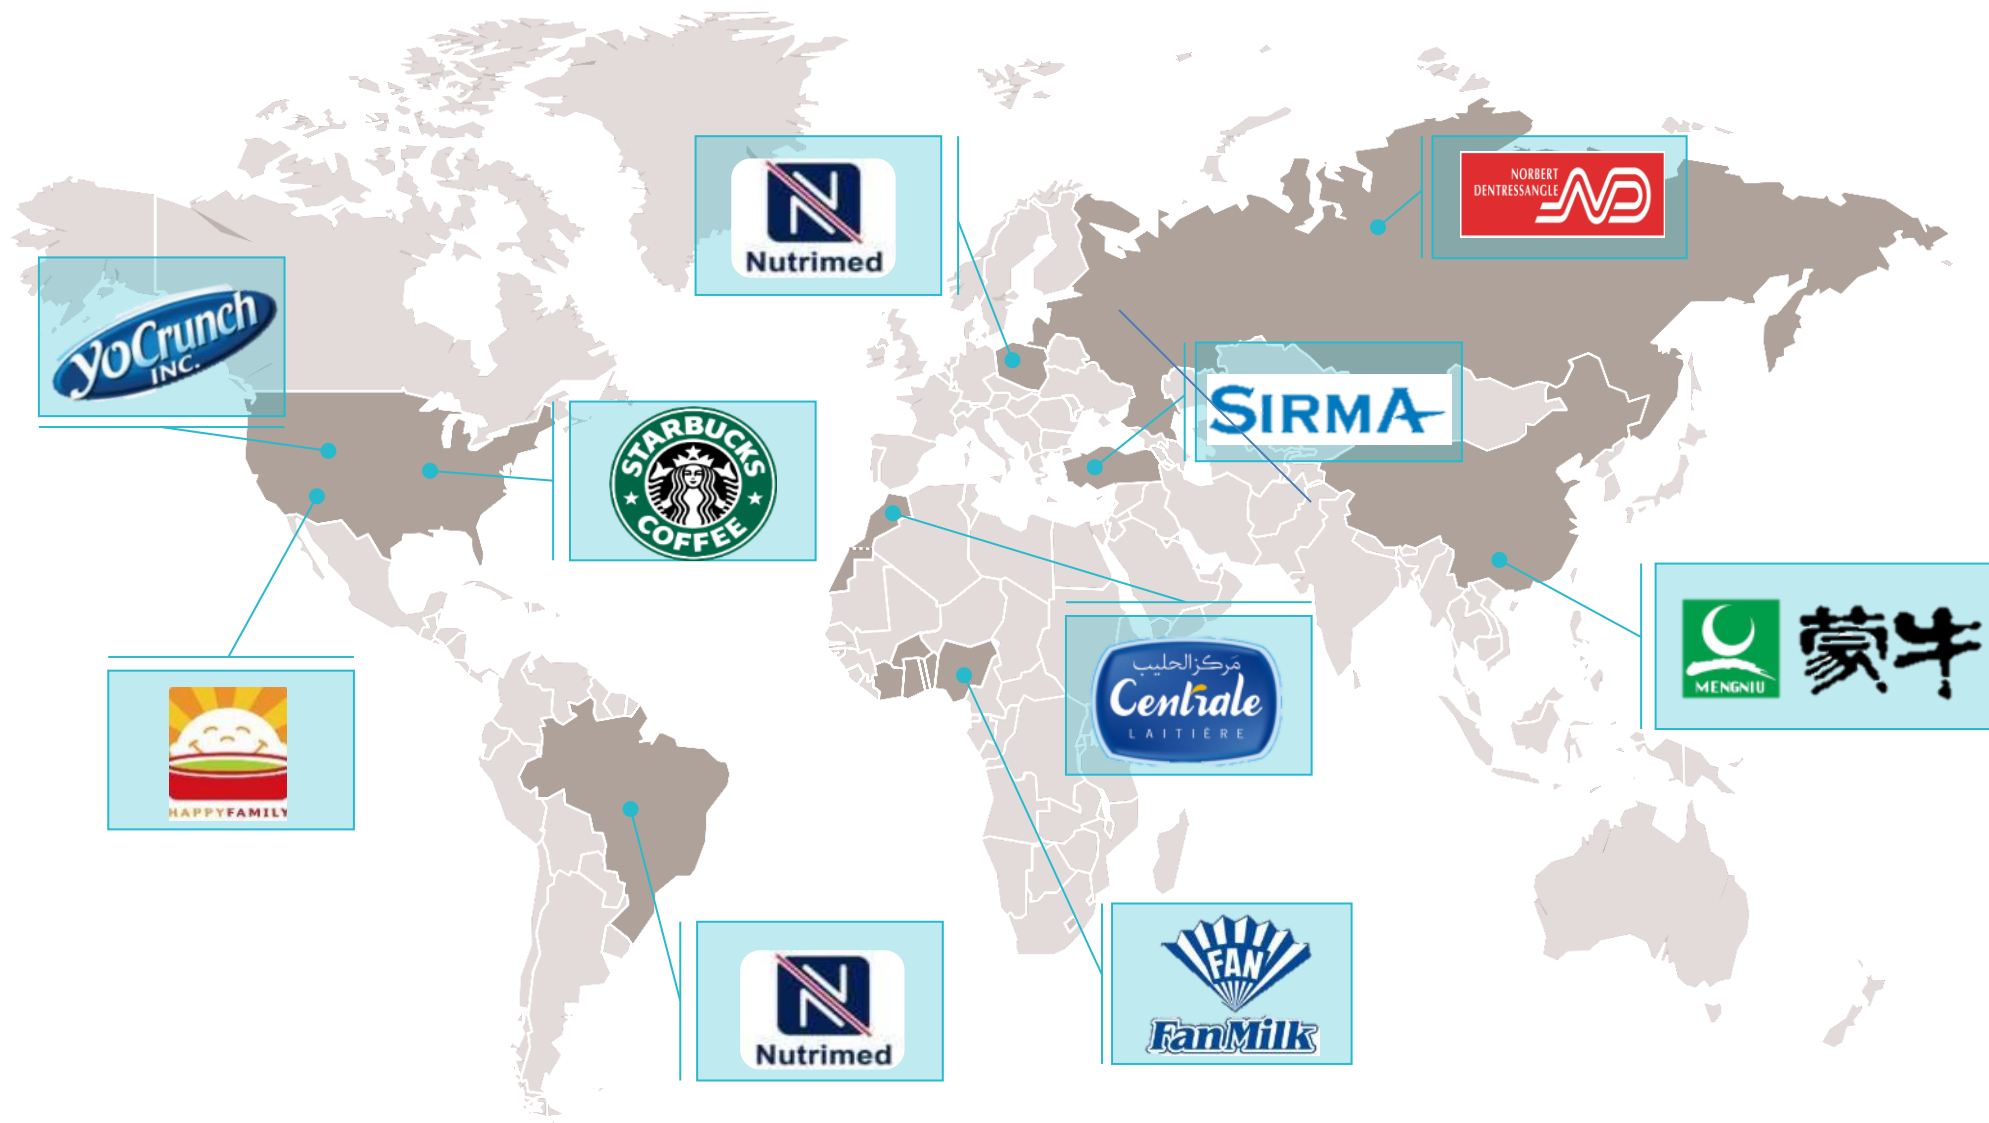 NORBERT
DENTRESSANGLE
Nutrimed
yoCrunch
INC.
SIRMA
STARBUCKS
COFFEE
مركز الحليب
Centrale
LAITIÈRE
蒙牛
MENGNIU
HAPPYFAMILY
FAN
FanMilk
Nutrimed